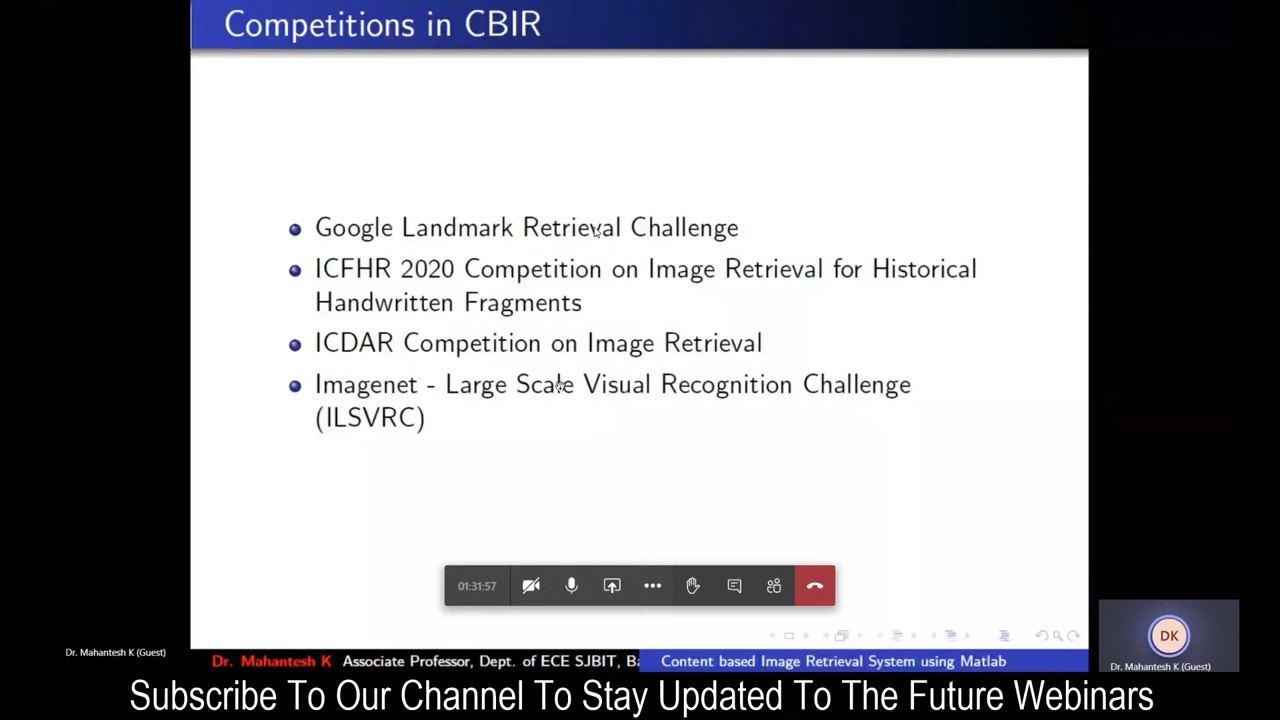 Competitions in CBIR
Google Landmark Retrieval Challenge
ICFHR 2020 Competition on Image Retrieval for Historical
Handwritten Fragments
ICDAR Competition on Image Retrieval
Imagenet - Large Scale Visual Recognition Challenge
(ILSVRC)
01:31:57
DK
Dr. Mahantesh K (Guest)
Dr. Mahantesh K (Guest)
Dr. Mahantesh K Associate Professor, Dept. of ECE SJBIT, Ba
Content based Image Retrieval System using Matlab
Subscribe To Our Channel To Stay Updated To The Future Webinars